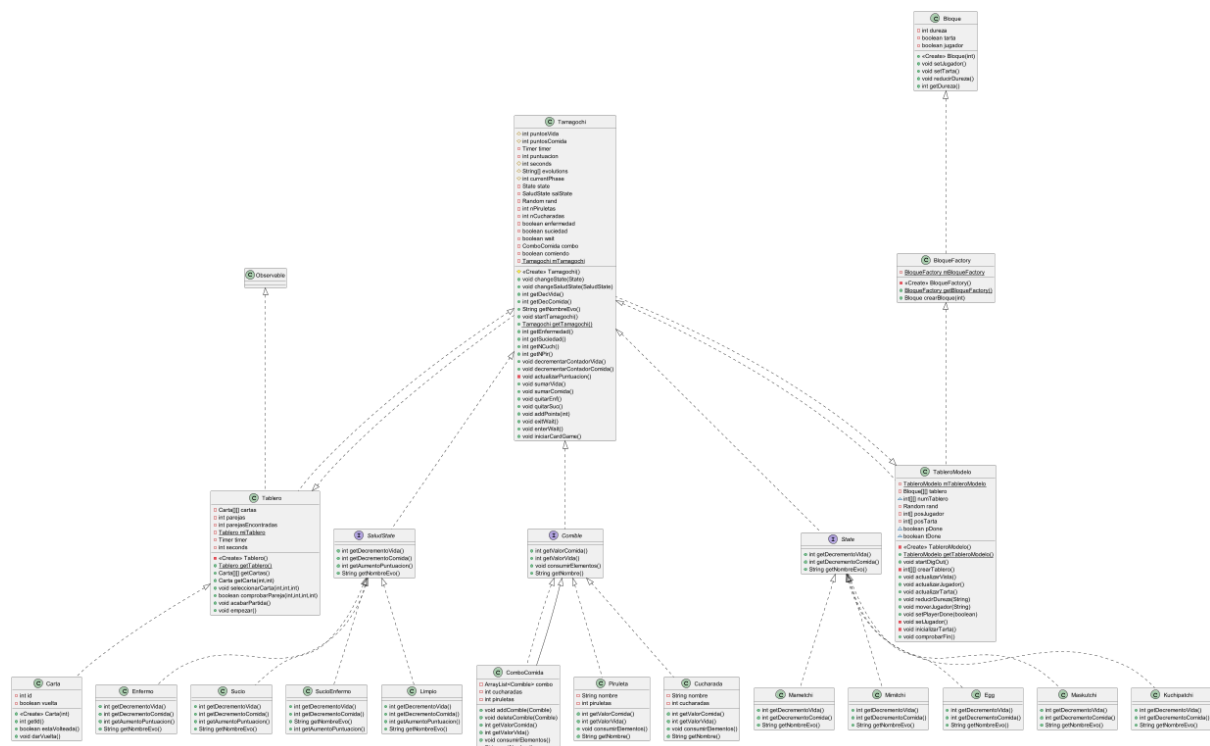 C Bloque
int dureza
boolean tarta
boolean jugador
«Create» Bloque(int)
void setJugador()
void setTarta()
void reducirDureza()
int getDureza()
C Tamagochi
int puntosVida
int puntosComida
Timer timer
int puntuacion
int seconds
String[] evolutions
int currentPhase
State state
SaludState salState
Random rand
int nPiruletas
int nCucharadas
boolean enfermedad
boolean suciedad
boolean wait
ComboComida combo
boolean comiendo
Tamagochi mTamagochi
«Create» Tamagochi()
void changeState(State)
void changeSaludState(SaludState)
int getDecVida()
int getDecComida()
String getNombreEvo()
void startTamagochi()
Tamagochi getTamagochi()
int getEnfermedad()
int getSuciedad()
int getNCuch()
int getNPir()
void decrementarContadorVida()
void decrementarContadorComida()
void actualizarPuntuacion()
void sumarVida()
void sumarComida()
void quitarEnf()
void quitarSuc()
void addPoints(int)
void exitWait()
void enterWait()
void iniciarCardGame()
C Observable
C BloqueFactory
BloqueFactory mBloqueFactory
«Create» BloqueFactory()
BloqueFactory getBloqueFactory()
Bloque crearBloque(int)
C Tablero
Carta[][] cartas
int parejas
int parejasEncontradas
Tablero mTablero
Timer timer
int seconds
«Create» Tablero()
Tablero getTablero()
Carta[][] getCartas()
Carta getCarta(int,int)
void seleccionarCarta(int,int,int)
boolean comprobarPareja(int,int,int,int)
void acabarPartida()
void empezar()
I SaludState
int getDecrementoVida()
int getDecrementoComida()
int getAumentoPuntuacion()
String getNombreEvo()
I Comible
int getValorComida()
int getValorVida()
void consumirElementos()
String getNombre()
I State
int getDecrementoVida()
int getDecrementoComida()
String getNombreEvo()
C TableroModelo
TableroModelo mTableroModelo
Bloque[][] tablero
int[][] numTablero
Random rand
int[] posJugador
int[] posTarta
boolean pDone
boolean tDone
«Create» TableroModelo()
TableroModelo getTableroModelo()
void startDigOut()
int[][] crearTablero()
void actualizarVista()
void actualizarJugador()
void actualizarTarta()
void reducirDureza(String)
void moverJugador(String)
void setPlayerDone(boolean)
void setJugador()
void inicializarTarta()
void comprobarFin()
C Carta
int id
boolean vuelta
«Create» Carta(int)
int getId()
boolean estaVolteada()
void darVuelta()
C Enfermo
int getDecrementoVida()
int getDecrementoComida()
int getAumentoPuntuacion()
String getNombreEvo()
C Sucio
int getDecrementoVida()
int getDecrementoComida()
int getAumentoPuntuacion()
String getNombreEvo()
C SucioEnfermo
int getDecrementoVida()
int getDecrementoComida()
String getNombreEvo()
int getAumentoPuntuacion()
C Limpio
int getDecrementoVida()
int getDecrementoComida()
int getAumentoPuntuacion()
String getNombreEvo()
C ComboComida
ArrayList<Comible> combo
int cucharadas
int piruletas
void addComible(Comible)
void deleteComible(Comible)
int getValorComida()
int getValorVida()
void consumirElementos()
C Piruleta
String nombre
int piruletas
int getValorComida()
int getValorVida()
void consumirElementos()
String getNombre()
C Cucharada
String nombre
int cucharadas
int getValorComida()
int getValorVida()
void consumirElementos()
String getNombre()
C Mametchi
int getDecrementoVida()
int getDecrementoComida()
String getNombreEvo()
C Mimitchi
int getDecrementoVida()
int getDecrementoComida()
String getNombreEvo()
C Egg
int getDecrementoVida()
int getDecrementoComida()
String getNombreEvo()
C Maskutchi
int getDecrementoVida()
int getDecrementoComida()
String getNombreEvo()
C Kuchipatchi
int getDecrementoVida()
int getDecrementoComida()
String getNombreEvo()